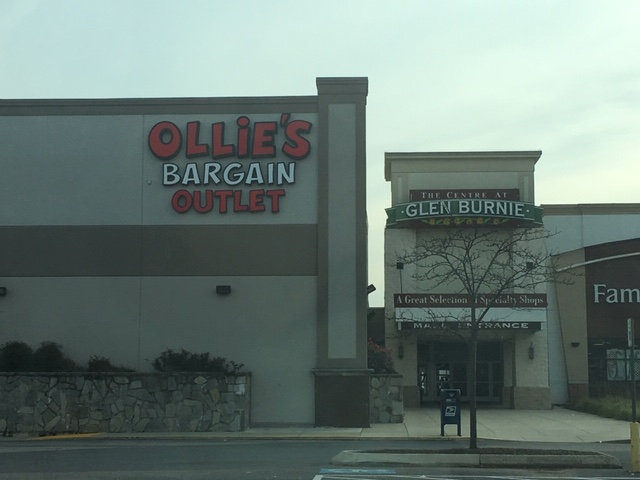 OLLiE'S
BARGAIN
OUTLET
THE CENTRE AT
GLEN BURNIE
A Great Selection of Specialty Shops
MALL ENTRANCE
Fam